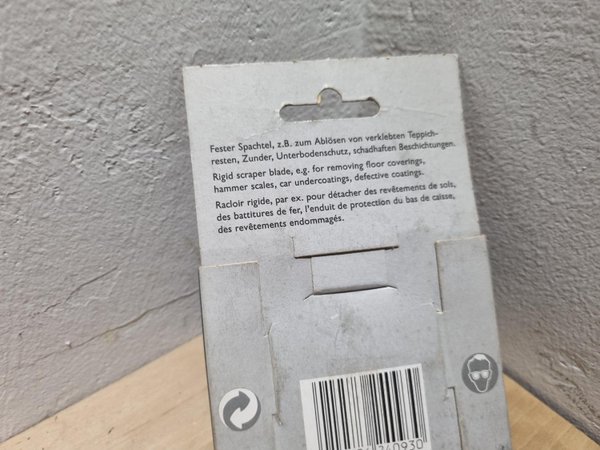 Fester Spachtel, z.B. zum Ablösen von verklebten Teppich-
resten, Zunder, Unterbodenschutz, schadhaften Beschichtungen.
Rigid scraper blade, e.g. for removing floor coverings,
hammer scales, car undercoatings, defective coatings.
Racloir rigide, par ex. pour détacher des revêtements de sols,
des battitures de fer, l'enduit de protection du bas de caisse,
des revêtements endommagés.
240930